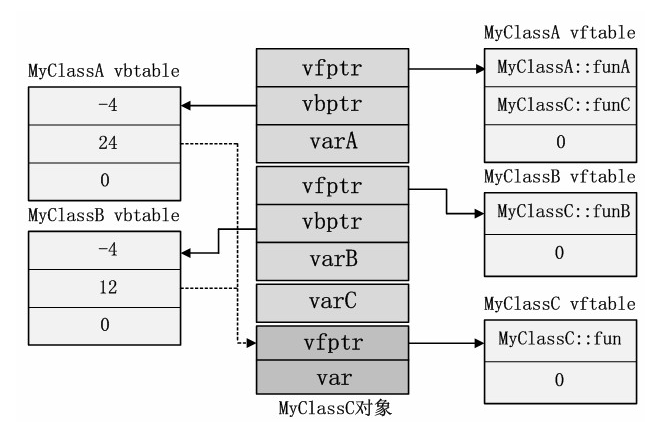 MyClassA vbtable
-4
24
0
MyClassB vbtable
-4
12
0
vfptr
vbptr
varA
vfptr
vbptr
varB
varC
vfptr
var
MyClassC对象
MyClassA vftable
MyClassA::funA
MyClassC::funC
0
MyClassB vftable
MyClassC::funB
0
MyClassC vftable
MyClassC::fun
0